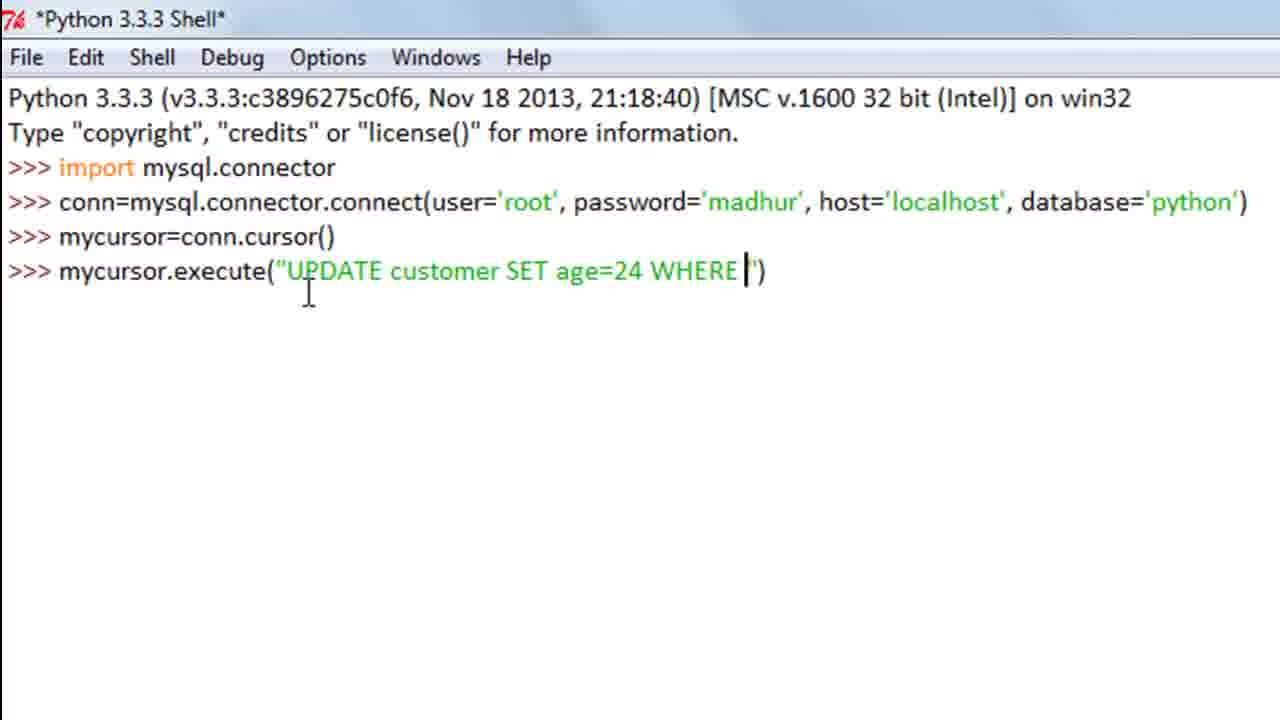 *Python 3.3.3 Shell*
File Edit Shell Debug Options Windows Help
Python 3.3.3 (v3.3.3:c3896275c0f6, Nov 18 2013, 21:18:40) [MSC v.1600 32 bit (Intel)] on win32
Type "copyright", "credits" or "license()" for more information.
>>> import mysql.connector
>>> conn=mysql.connector.connect(user='root', password='madhur', host='localhost', database='python')
>>> mycursor=conn.cursor()
>>> mycursor.execute("UPDATE customer SET age=24 WHERE ")